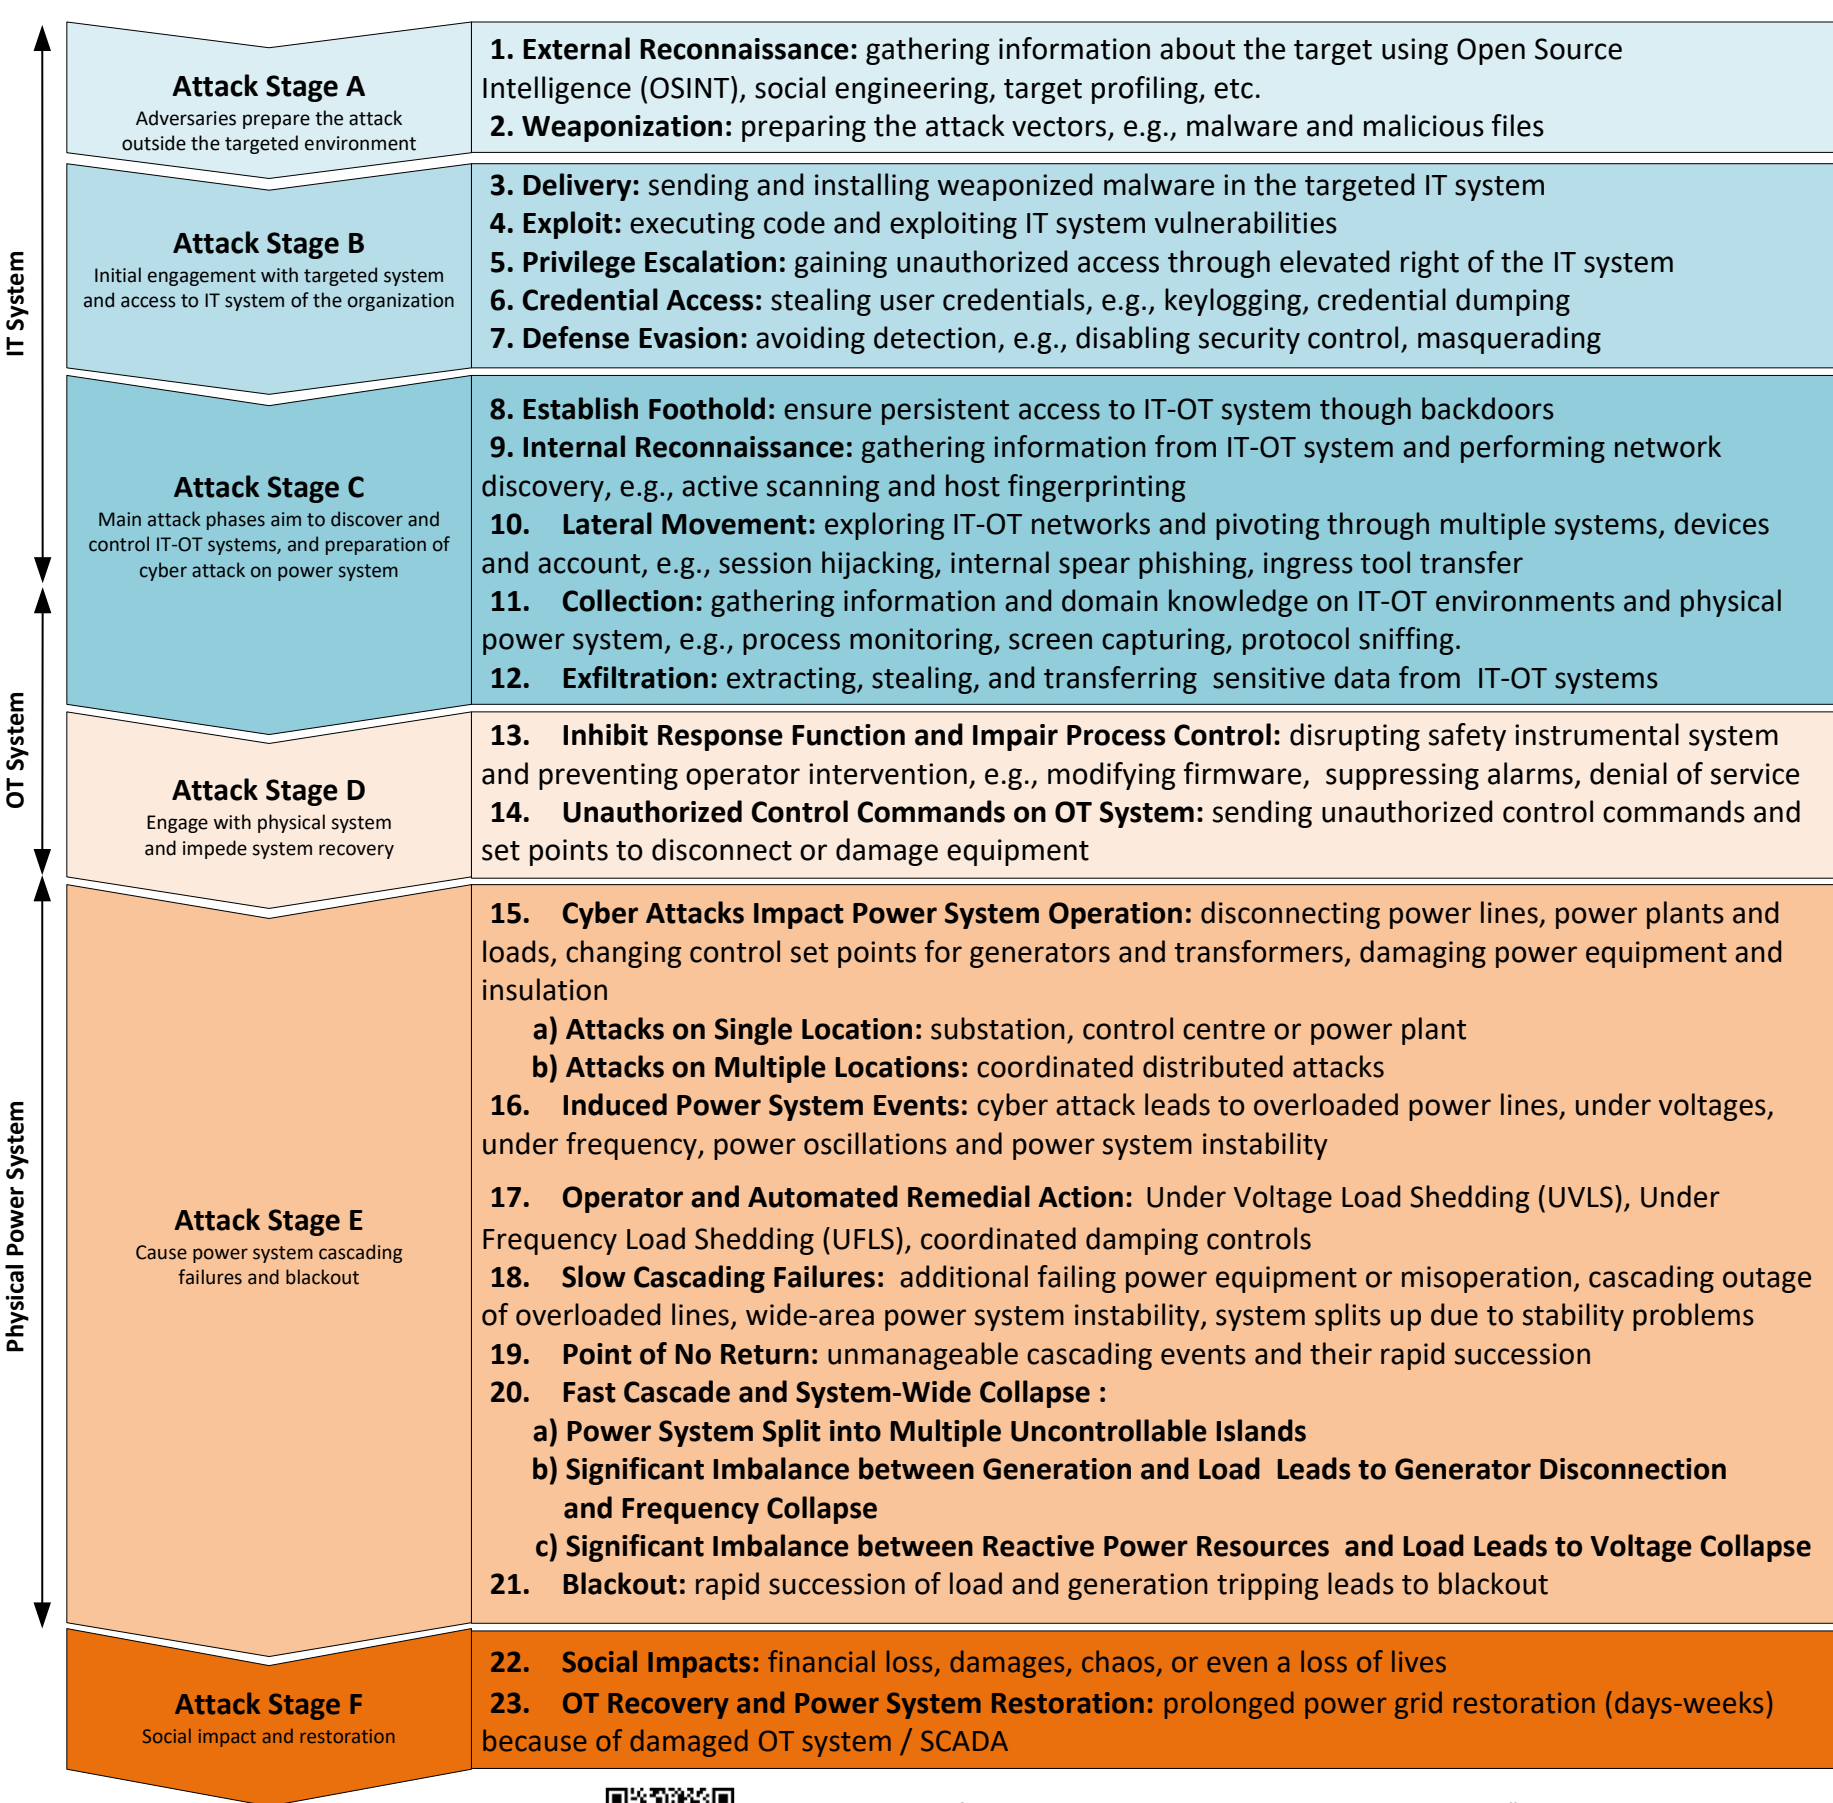 IT System
OT System
Physical Power System
Attack Stage A
Adversaries prepare the attack
outside the targeted environment
1. External Reconnaissance: gathering information about the target using Open Source
Intelligence (OSINT), social engineering, target profiling, etc.
2. Weaponization: preparing the attack vectors, e.g., malware and malicious files
Attack Stage B
Initial engagement with targeted system
and access to IT system of the organization
3. Delivery: sending and installing weaponized malware in the targeted IT system
4. Exploit: executing code and exploiting IT system vulnerabilities
5. Privilege Escalation: gaining unauthorized access through elevated right of the IT system
6. Credential Access: stealing user credentials, e.g., keylogging, credential dumping
7. Defense Evasion: avoiding detection, e.g., disabling security control, masquerading
Attack Stage C
Main attack phases aim to discover and
control IT-OT systems, and preparation of
cyber attack on power system
8. Establish Foothold: ensure persistent access to IT-OT system though backdoors
9. Internal Reconnaissance: gathering information from IT-OT system and performing network
discovery, e.g., active scanning and host fingerprinting
10. Lateral Movement: exploring IT-OT networks and pivoting through multiple systems, devices
and account, e.g., session hijacking, internal spear phishing, ingress tool transfer
11. Collection: gathering information and domain knowledge on IT-OT environments and physical
power system, e.g., process monitoring, screen capturing, protocol sniffing.
12. Exfiltration: extracting, stealing, and transferring sensitive data from IT-OT systems
Attack Stage D
Engage with physical system
and impede system recovery
13. Inhibit Response Function and Impair Process Control: disrupting safety instrumental system
and preventing operator intervention, e.g., modifying firmware, suppressing alarms, denial of service
14. Unauthorized Control Commands on OT System: sending unauthorized control commands and
set points to disconnect or damage equipment
Attack Stage E
Cause power system cascading
failures and blackout
15. Cyber Attacks Impact Power System Operation: disconnecting power lines, power plants and
loads, changing control set points for generators and transformers, damaging power equipment and
insulation
a) Attacks on Single Location: substation, control centre or power plant
b) Attacks on Multiple Locations: coordinated distributed attacks
16. Induced Power System Events: cyber attack leads to overloaded power lines, under voltages,
under frequency, power oscillations and power system instability
17. Operator and Automated Remedial Action: Under Voltage Load Shedding (UVLS), Under
Frequency Load Shedding (UFLS), coordinated damping controls
18. Slow Cascading Failures: additional failing power equipment or misoperation, cascading outage
of overloaded lines, wide-area power system instability, system splits up due to stability problems
19. Point of No Return: unmanageable cascading events and their rapid succession
20. Fast Cascade and System-Wide Collapse :
a) Power System Split into Multiple Uncontrollable Islands
b) Significant Imbalance between Generation and Load Leads to Generator Disconnection
and Frequency Collapse
c) Significant Imbalance between Reactive Power Resources and Load Leads to Voltage Collapse
21. Blackout: rapid succession of load and generation tripping leads to blackout
Attack Stage F
Social impact and restoration
22. Social Impacts: financial loss, damages, chaos, or even a loss of lives
23. OT Recovery and Power System Restoration: prolonged power grid restoration (days-weeks)
because of damaged OT system / SCADA